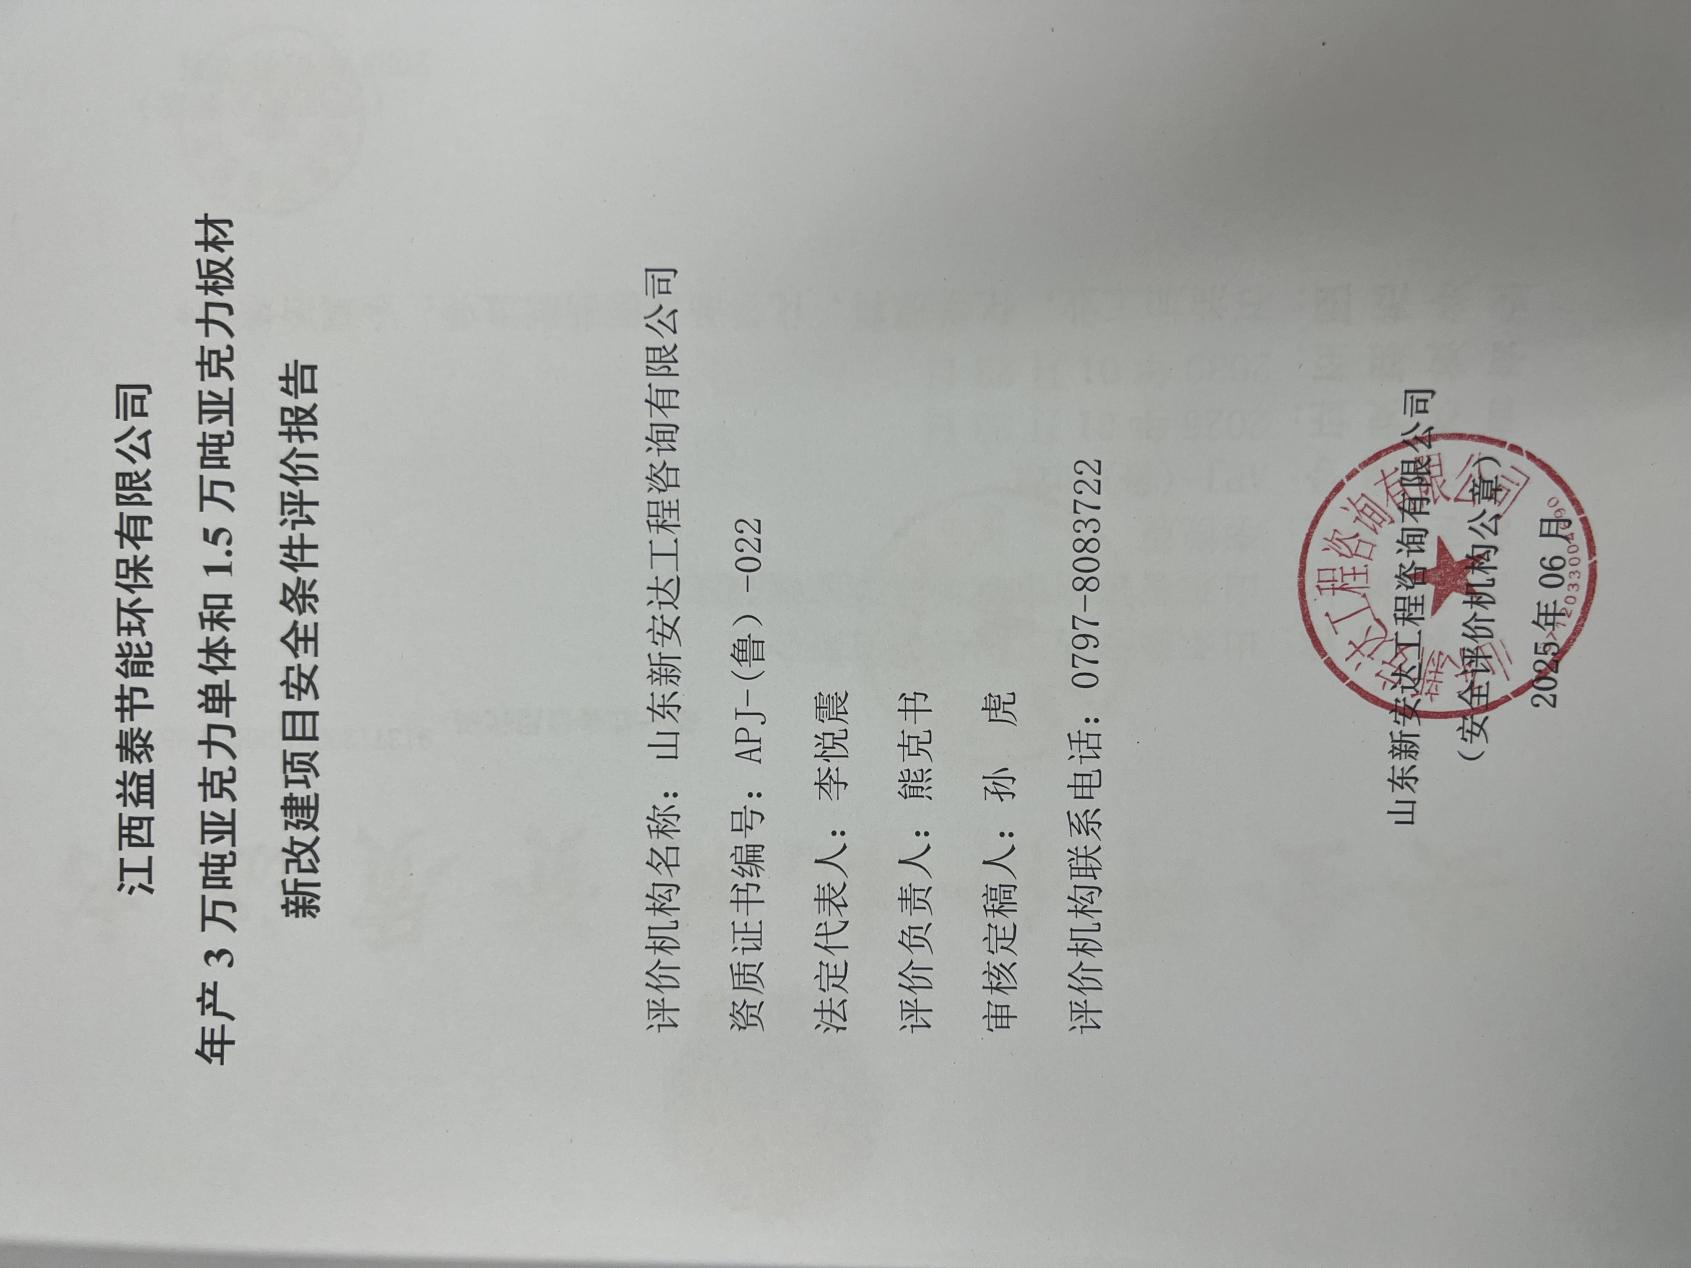 江西益泰节能环保有限公司
年产 3 万吨亚克力单体和 1.5 万吨亚克力板材
新改建项目安全条件评价报告
评价机构名称：山东新安达工程咨询有限公司
资质证书编号：APJ-(鲁）-022
法定代表人：李悦震
评价负责人：熊克书
审核定稿人：孙　虎
评价机构联系电话：0797-8083722
山东新安达工程咨询有限公司
（安全评价机构公章）
2025年 06 月